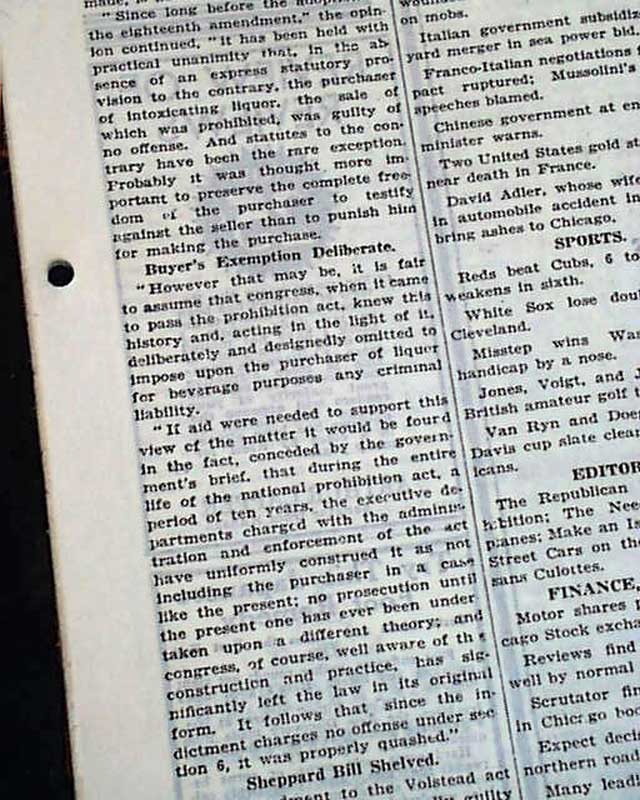 "Since long before the
the eighteenth amendment," the opin-
ion continued, "it has been held with
practical unanimity that, in the ab-
sence of an express statutory pro-
vision to the contrary, the purchaser
of intoxicating liquor, the sale of
which was prohibited, was guilty of
no offense. And statutes to the con-
trary have been the rare exception.
Probably it was thought more im-
portant to preserve the complete free-
dom of the purchaser to testify
against the seller than to punish him
for making the purchase.
Buyer's Exemption Deliberate.
"However that may be, it is fair
to assume that congress, when it came
to pass the prohibition act, knew this
history and, acting in the light of it,
deliberately and designedly omitted to
impose upon the purchaser of liquor
for beverage purposes any criminal
liability.
"If aid were needed to support this
view of the matter it would be found
in the fact, conceded by the govern-
ment's brief, that during the entire
life of the national prohibition act, a
period of ten years, the executive de-
partments charged with the adminis-
tration and enforcement of the act
have uniformly construed it as not
including the purchaser in a case
like the present; no prosecution until
the present one has ever been under
taken upon a different theory; and
congress, of course, well aware of the
construction and practice, has sig-
nificantly left the law in its original
form. It follows that, since the in-
dictment charges no offense under sec
tion 6, it was properly quashed."
Sheppard Bill Shelved.
to the Volstead act
guilty
on mobs.
Italian government
yard merger in sea power bid.
Franco-Italian negotiations
pact ruptured; Mussolini's
speeches blamed.
Chinese government at
minister warns.
Two United States gold
near death in France.
David Adler, whose wife
in automobile accident in
bring ashes to Chicago.
SPORTS.
Reds beat Cubs, 6 to
weakens in sixth.
White Sox lose
Cleveland.
Misstep wins
handicap by a nose.
Jones, Voigt, and
British amateur golf
Van Ryn and
Davis cup slate
icans.
The Republican
hibition; The
planes; Make an
Street Cars on the
sans Culottes.
FINANCE,
Motor shares
cago Stock
Reviews find
well by normal
Scrutator
in Chicago
Expect
northern
Many